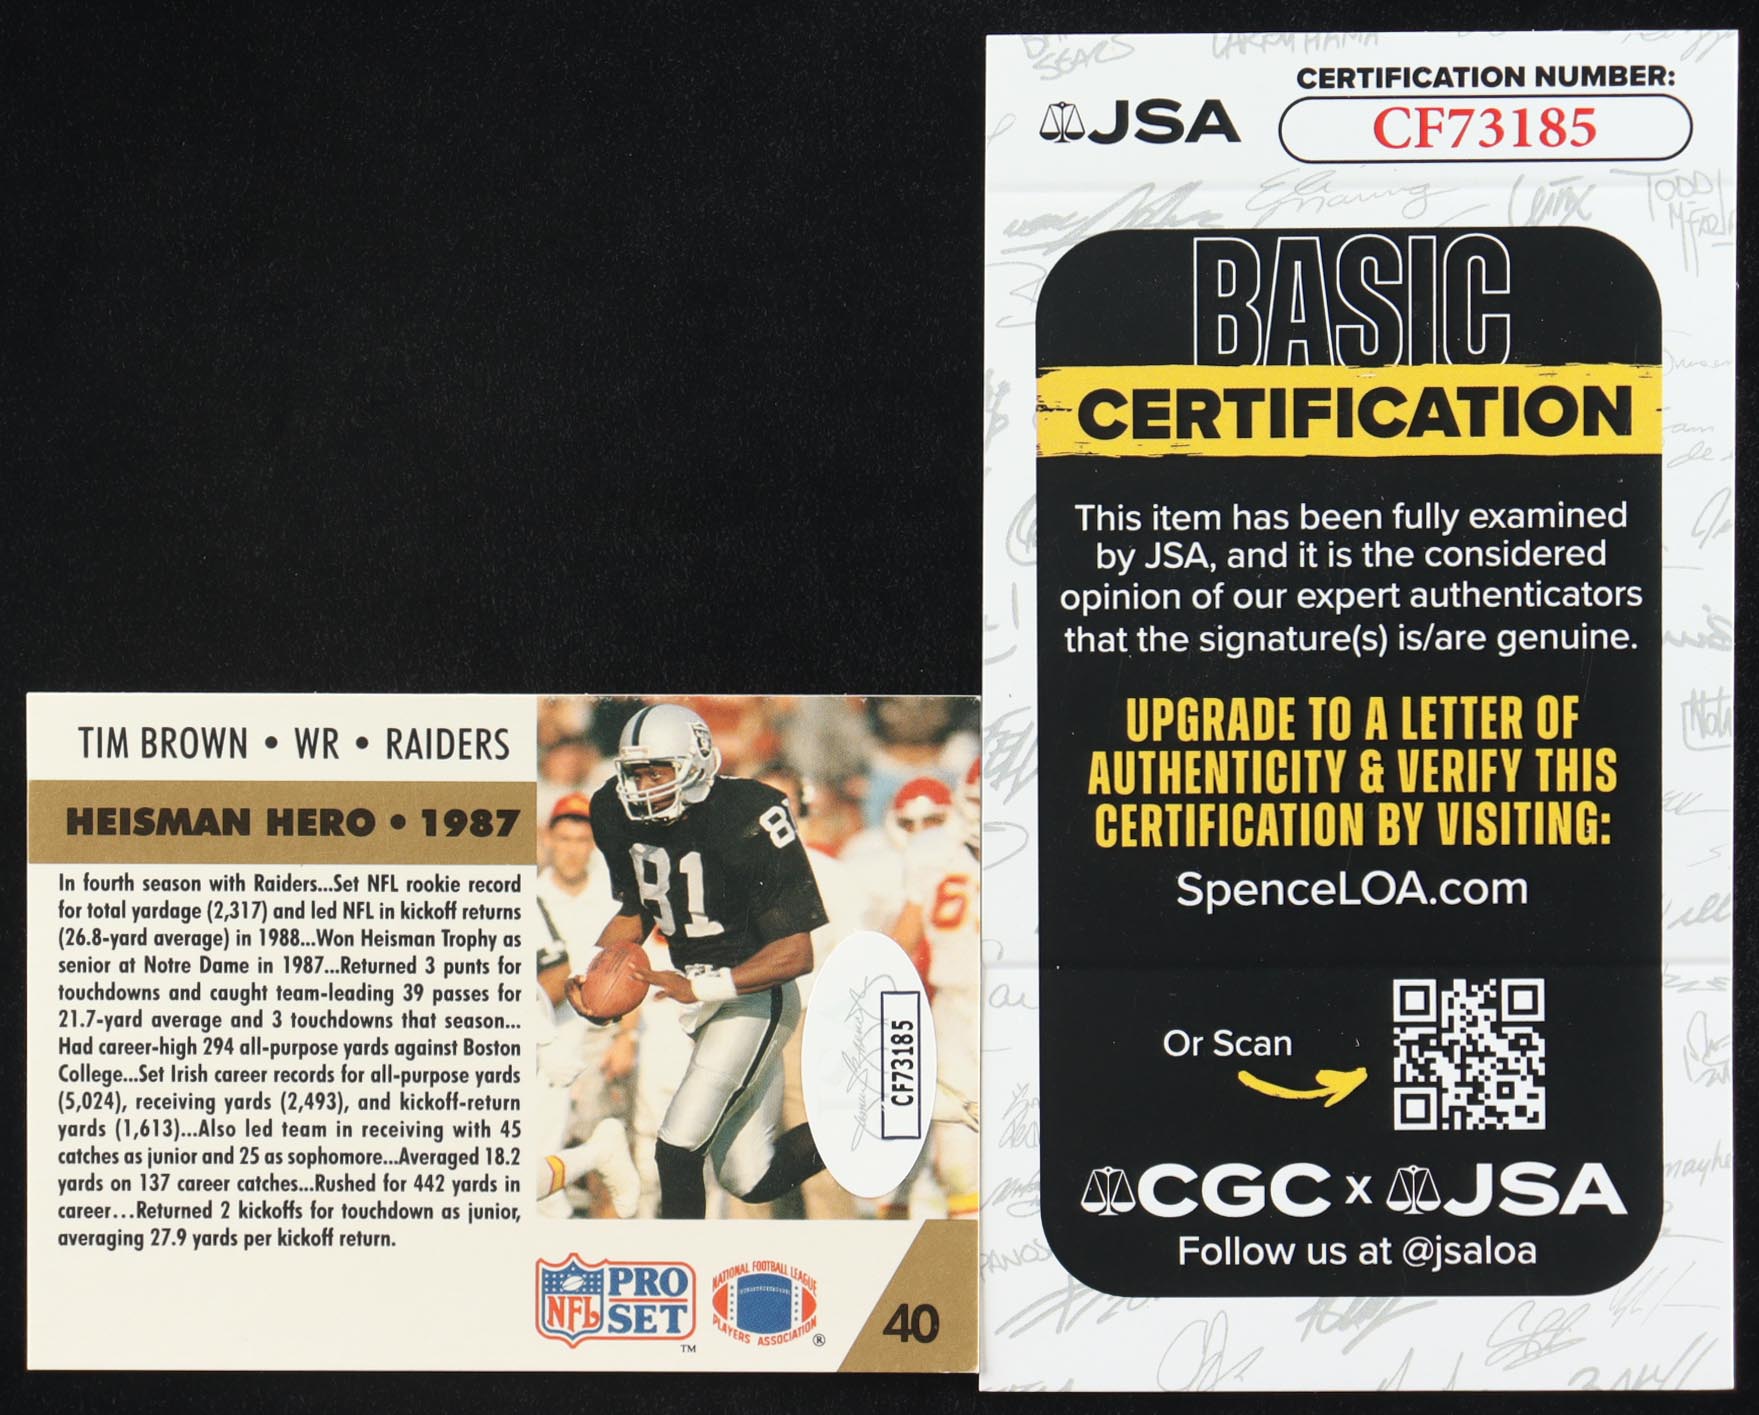 TIM BROWN • WR • RAIDERS
HEISMAN HERO • 1987
In fourth season with Raiders...Set NFL rookie record
for total yardage (2,317) and led NFL in kickoff returns
(26.8-yard average) in 1988...Won Heisman Trophy as
senior at Notre Dame in 1987...Returned 3 punts for
touchdowns and caught team-leading 39 passes for
21.7-yard average and 3 touchdowns that season...
Had career-high 294 all-purpose yards against Boston
College...Set Irish career records for all-purpose yards
(5,024), receiving yards (2,493), and kickoff-return
yards (1,613)...Also led team in receiving with 45
catches as junior and 25 as sophomore...Averaged 18.2
yards on 137 career catches...Rushed for 442 yards in
career...Returned 2 kickoffs for touchdown as junior,
averaging 27.9 yards per kickoff return.
81
8
6
CF73185
NFL PRO SET ™
NATIONAL FOOTBALL LEAGUE
PLAYERS ASSOCIATION ®
40
JSA
CERTIFICATION NUMBER:
CF73185
BASIC
CERTIFICATION
This item has been fully examined
by JSA, and it is the considered
opinion of our expert authenticators
that the signature(s) is/are genuine.
UPGRADE TO A LETTER OF
AUTHENTICITY & VERIFY THIS
CERTIFICATION BY VISITING:
SpenceLOA.com
Or Scan
CGC x JSA
Follow us at @jsaloa